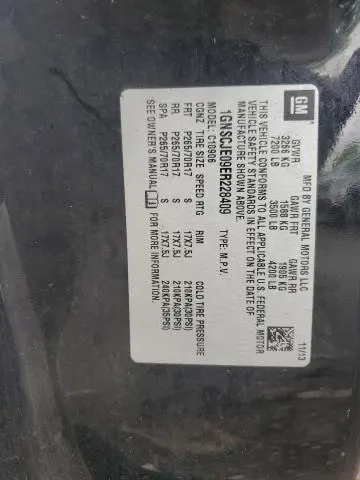 GM
MFD BY GENERAL MOTORS LLC
11/13
GVWR
GAWR FRT
GAWR RR
3266 KG
1588 KG
1905 KG
7200 LB
3500 LB
4200 LB
THIS VEHICLE CONFORMS TO ALL APPLICABLE U.S. FEDERAL MOTOR
VEHICLE SAFETY STANDARDS IN EFFECT ON THE DATE OF
MANUFACTURE SHOWN ABOVE.
1GNSCJE09ER229409 TYPE: M.P.V.
MODEL: C10906
CGNZ TIRE SIZE SPEED RTG RIM COLD TIRE PRESSURE
FRT P265/70R17 S 17X7.5J 210KPA(30PSI)
RR P265/70R17 S 17X7.5J 210KPA(30PSI)
SPA P265/70R17 S 17X7.5J 240KPA(35PSI)
SEE OWNER'S MANUAL